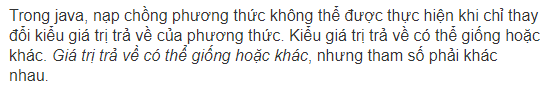 Trong java, nạp chồng phương thức không thể được thực hiện khi chỉ thay
đổi kiểu giá trị trả về của phương thức. Kiểu giá trị trả về có thể giống hoặc
khác. Giá trị trả về có thể giống hoặc khác, nhưng tham số phải khác
nhau.